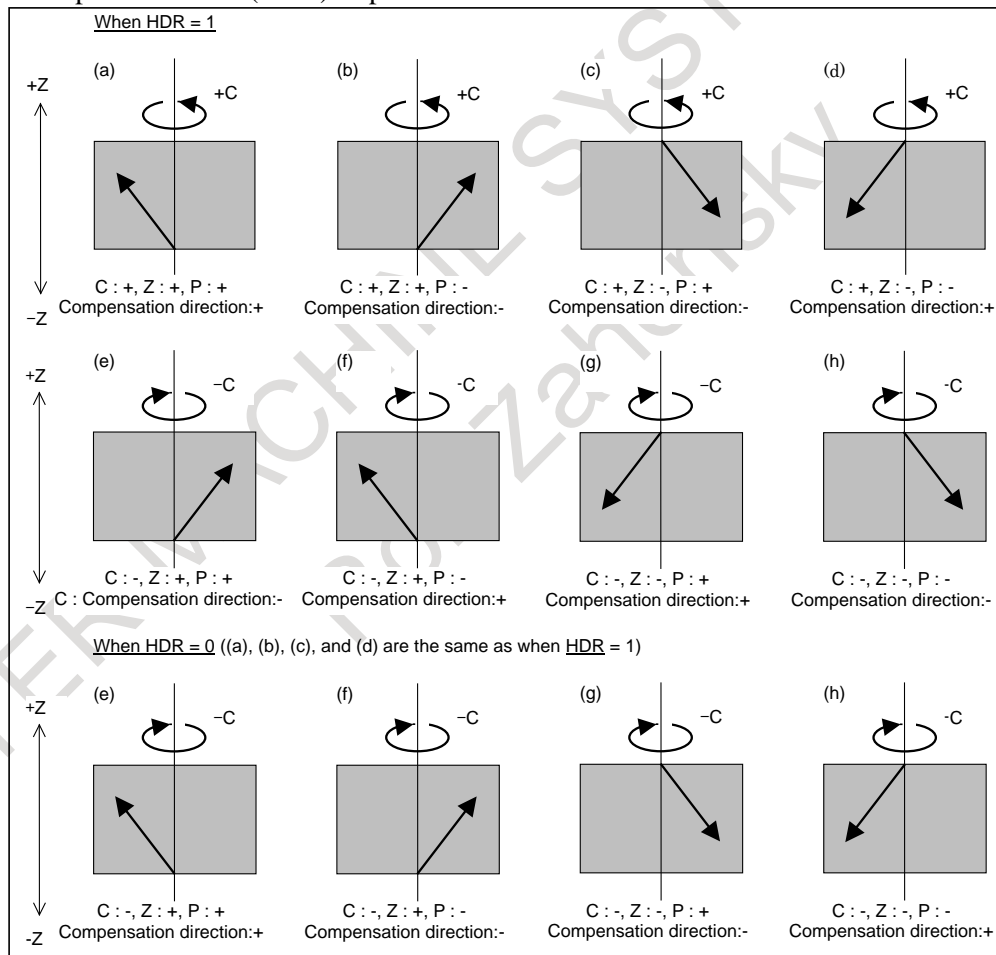 When HDR = 1
(a) (b) (c) (d)
+Z
+C +C +C +C
C : +, Z : +, P : + C : +, Z : +, P : - C : +, Z : -, P : + C : +, Z : -, P : -
Compensation direction:+ Compensation direction:- Compensation direction:- Compensation direction:+
−Z
(e) (f) (g) (h)
+Z
−C -C −C -C
C : -, Z : +, P : + C : -, Z : +, P : - C : -, Z : -, P : + C : -, Z : -, P : -
−Z
C : Compensation direction:- Compensation direction:+ Compensation direction:+ Compensation direction:-
When HDR = 0 ((a), (b), (c), and (d) are the same as when HDR = 1)
(e) (f) (g) (h)
+Z
−C −C −C -C
C : -, Z : +, P : + C : -, Z : +, P : - C : -, Z : -, P : + C : -, Z : -, P : -
-Z
Compensation direction:+ Compensation direction:- Compensation direction:- Compensation direction:+